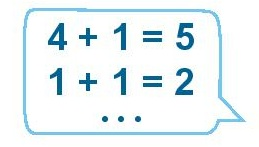 4 + 1 = 5
1 + 1 = 2
...